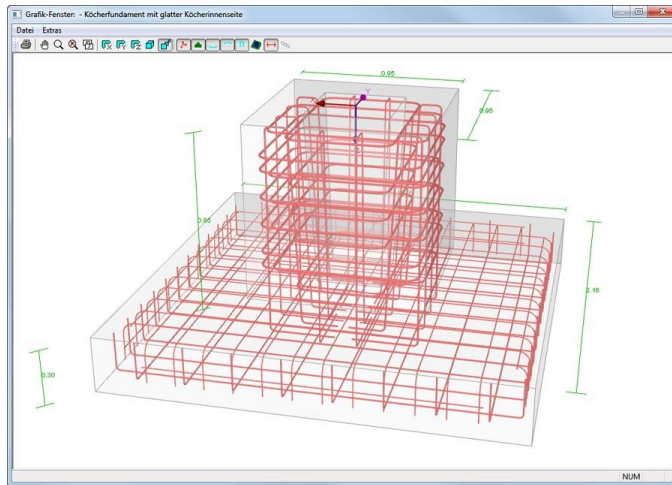 Grafik-Fenster: - Köcherfundament mit glatter Köcherinnenseite
Datei Extras
0.95
Y
0.95
0.95
2.16
0.30
NUM